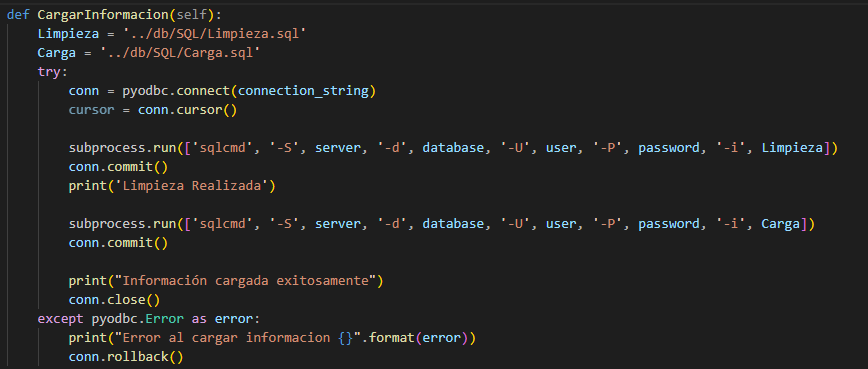 def CargarInformacion(self):
    Limpieza = '../db/SQL/Limpieza.sql'
    Carga = '../db/SQL/Carga.sql'
    try:
        conn = pyodbc.connect(connection_string)
        cursor = conn.cursor()

        subprocess.run(['sqlcmd', '-S', server, '-d', database, '-U', user, '-P', password, '-i', Limpieza])
        conn.commit()
        print('Limpieza Realizada')

        subprocess.run(['sqlcmd', '-S', server, '-d', database, '-U', user, '-P', password, '-i', Carga])
        conn.commit()

        print("Información cargada exitosamente")
        conn.close()
    except pyodbc.Error as error:
        print("Error al cargar informacion {}".format(error))
        conn.rollback()